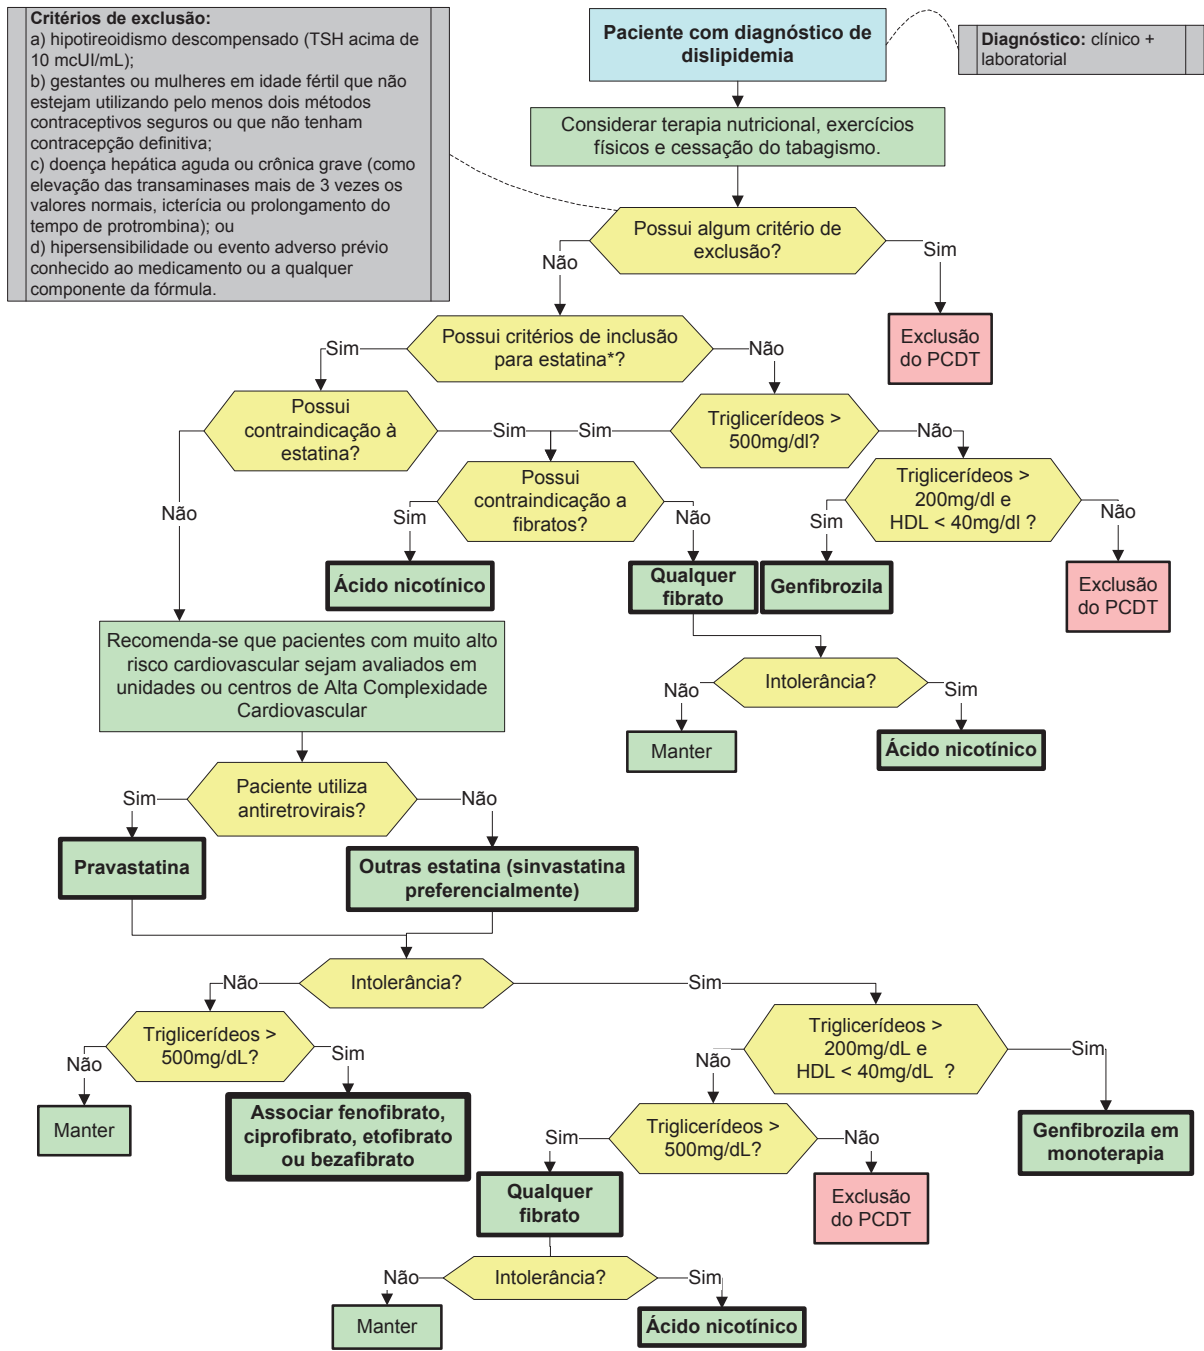 Critérios de exclusão:
a) hipotireoidismo descompensado (TSH acima de
10 mcUI/mL);
b) gestantes ou mulheres em idade fértil que não
estejam utilizando pelo menos dois métodos
contraceptivos seguros ou que não tenham
contracepção definitiva;
c) doença hepática aguda ou crônica grave (como
elevação das transaminases mais de 3 vezes os
valores normais, icterícia ou prolongamento do
tempo de protrombina); ou
d) hipersensibilidade ou evento adverso prévio
conhecido ao medicamento ou a qualquer
componente da fórmula.
Paciente com diagnóstico de
dislipidemia
Diagnóstico: clínico +
laboratorial
Considerar terapia nutricional, exercícios
físicos e cessação do tabagismo.
Possui algum critério de
exclusão?
Não
Sim
Exclusão
do PCDT
Possui critérios de inclusão
para estatina*?
Sim
Não
Possui
contraindicação à
estatina?
Sim
Sim
Triglicerídeos >
500mg/dl?
Não
Não
Possui
contraindicação a
fibratos?
Sim
Não
Triglicerídeos >
200mg/dl e
HDL < 40mg/dl ?
Sim
Não
Ácido nicotínico
Qualquer
fibrato
Genfibrozila
Exclusão
do PCDT
Recomenda-se que pacientes com muito alto
risco cardiovascular sejam avaliados em
unidades ou centros de Alta Complexidade
Cardiovascular
Intolerância?
Não
Sim
Manter
Ácido nicotínico
Paciente utiliza
antiretrovirais?
Sim
Não
Pravastatina
Outras estatina (sinvastatina
preferencialmente)
Intolerância?
Não
Sim
Triglicerídeos >
500mg/dL?
Não
Sim
Manter
Associar fenofibrato,
ciprofibrato, etofibrato
ou bezafibrato
Triglicerídeos >
200mg/dL e
HDL < 40mg/dL ?
Não
Sim
Triglicerídeos >
500mg/dL?
Sim
Não
Genfibrozila em
monoterapia
Qualquer
fibrato
Exclusão
do PCDT
Intolerância?
Não
Sim
Manter
Ácido nicotínico